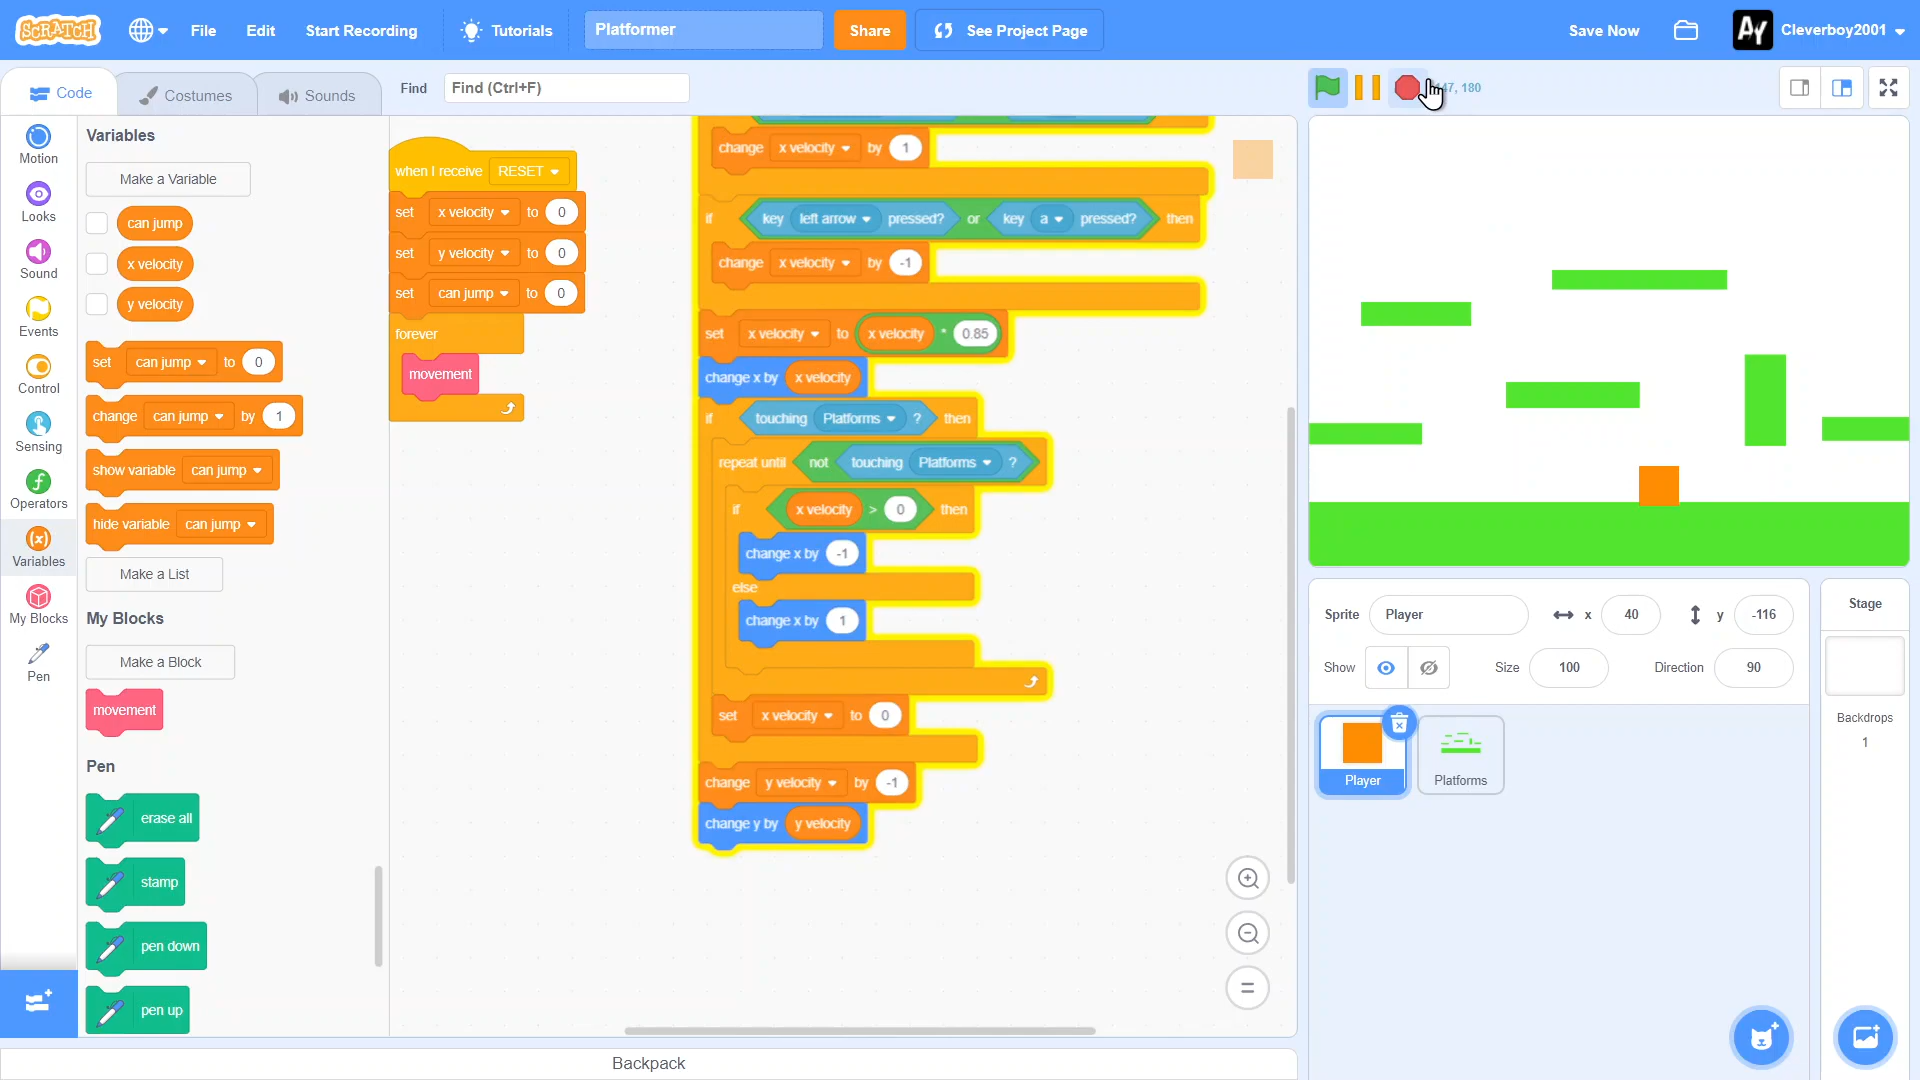 SCRATCH
File
Edit
Start Recording
Tutorials
Platformer
Share
See Project Page
Save Now
Ay
Cleverboy2001
Code
Costumes
Sounds
Find
Find (Ctrl+F)
47, 180
Motion
Looks
Sound
Events
Control
Sensing
Operators
Variables
My Blocks
Pen
Variables
Make a Variable
can jump
x velocity
y velocity
set can jump to 0
change can jump by 1
show variable can jump
hide variable can jump
Make a List
My Blocks
Make a Block
movement
Pen
erase all
stamp
pen down
pen up
when I receive RESET
set x velocity to 0
set y velocity to 0
set can jump to 0
forever
movement
change x velocity by 1
if key left arrow pressed? or key a pressed? then
change x velocity by -1
set x velocity to x velocity * 0.85
change x by x velocity
if touching Platforms ? then
repeat until not touching Platforms ?
if x velocity > 0 then
change x by -1
else
change x by 1
set x velocity to 0
change y velocity by -1
change y by y velocity
Backpack
Sprite Player x 40 y -116
Show Size 100 Direction 90
Player
Platforms
Stage
Backdrops
1